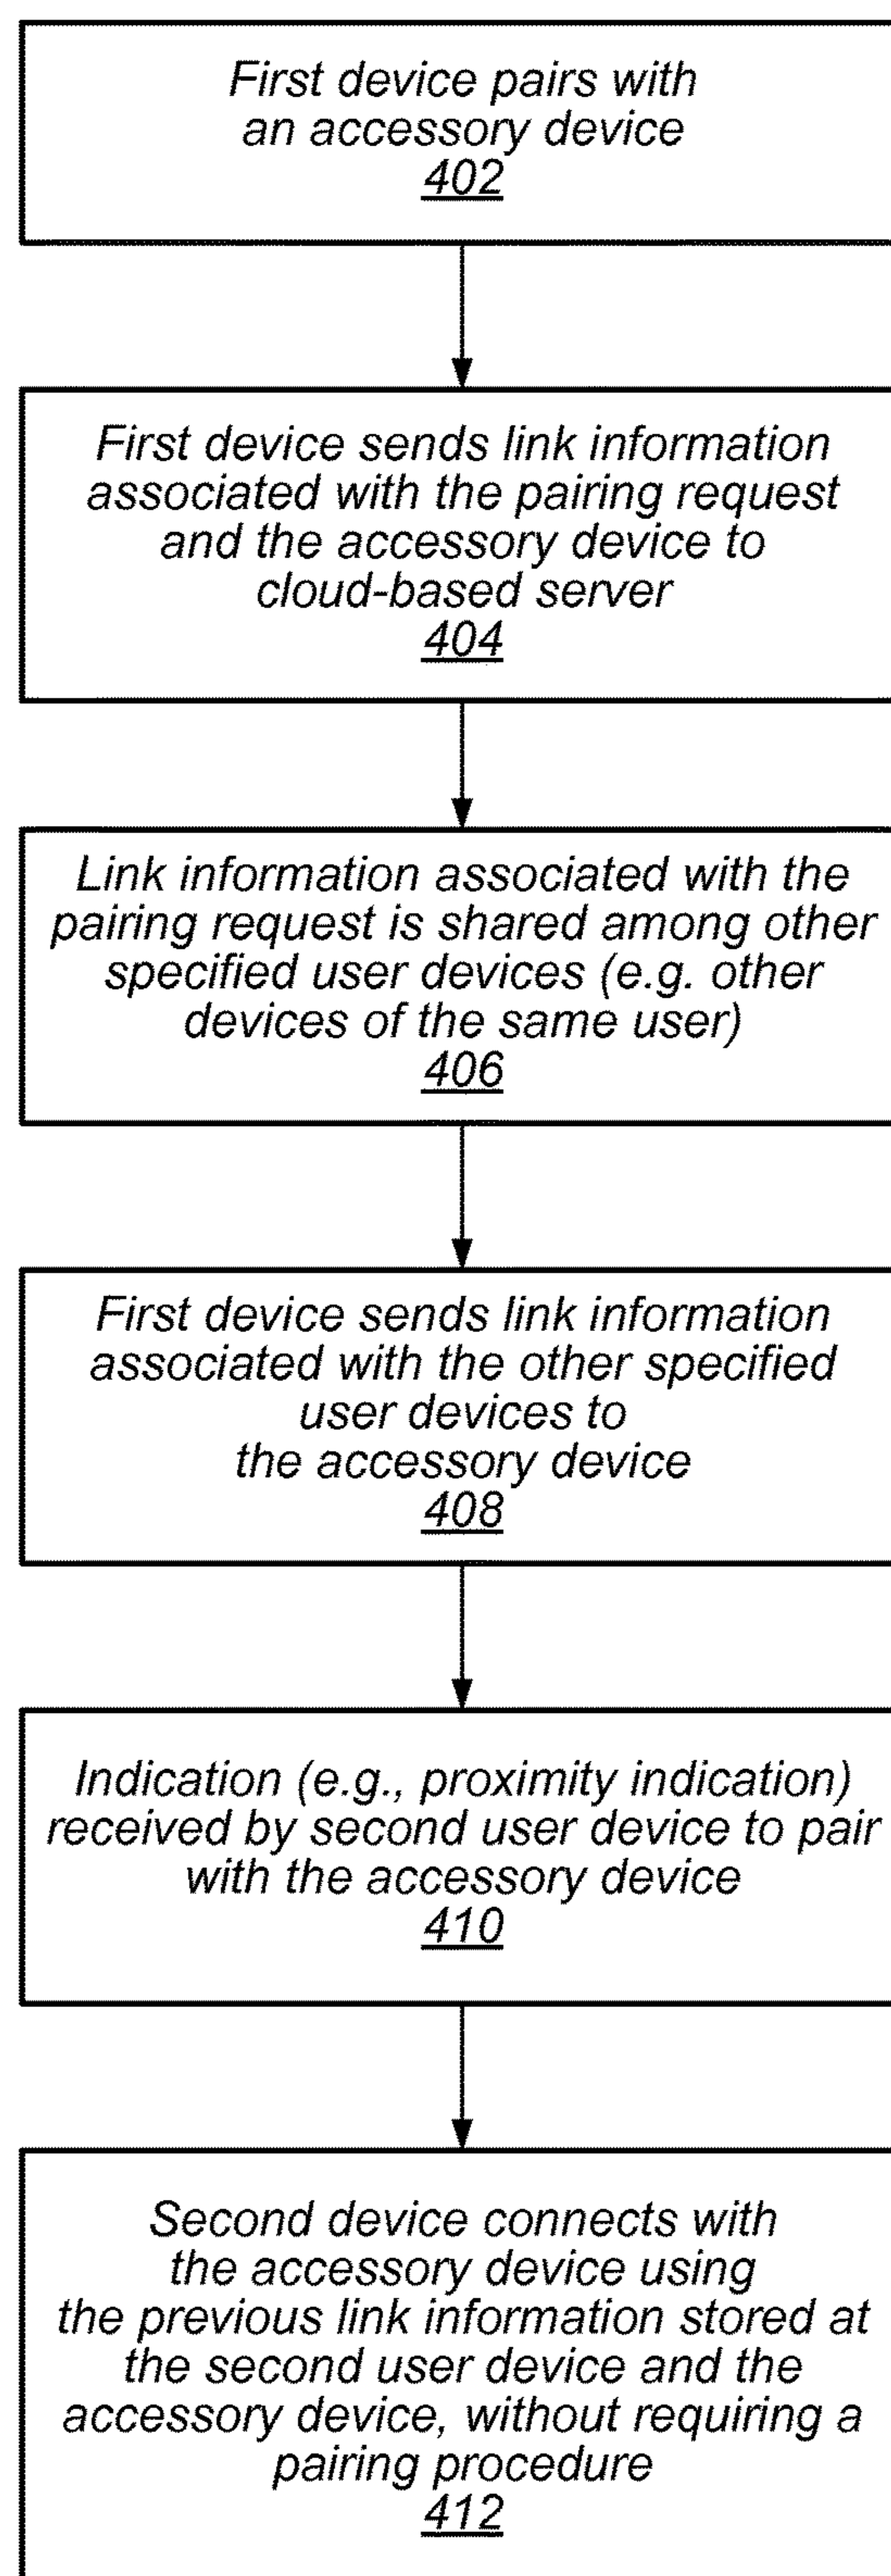 First device pairs with
an accessory device
402
First device sends link information
associated with the pairing request
and the accessory device to
cloud-based server
404
Link information associated with the
pairing request is shared among other
specified user devices (e.g. other
devices of the same user)
406
First device sends link information
associated with the other specified
user devices to
the accessory device
408
Indication (e.g., proximity indication)
received by second user device to pair
with the accessory device
410
Second device connects with
the accessory device using
the previous link information stored at
the second user device and the
accessory device, without requiring a
pairing procedure
412